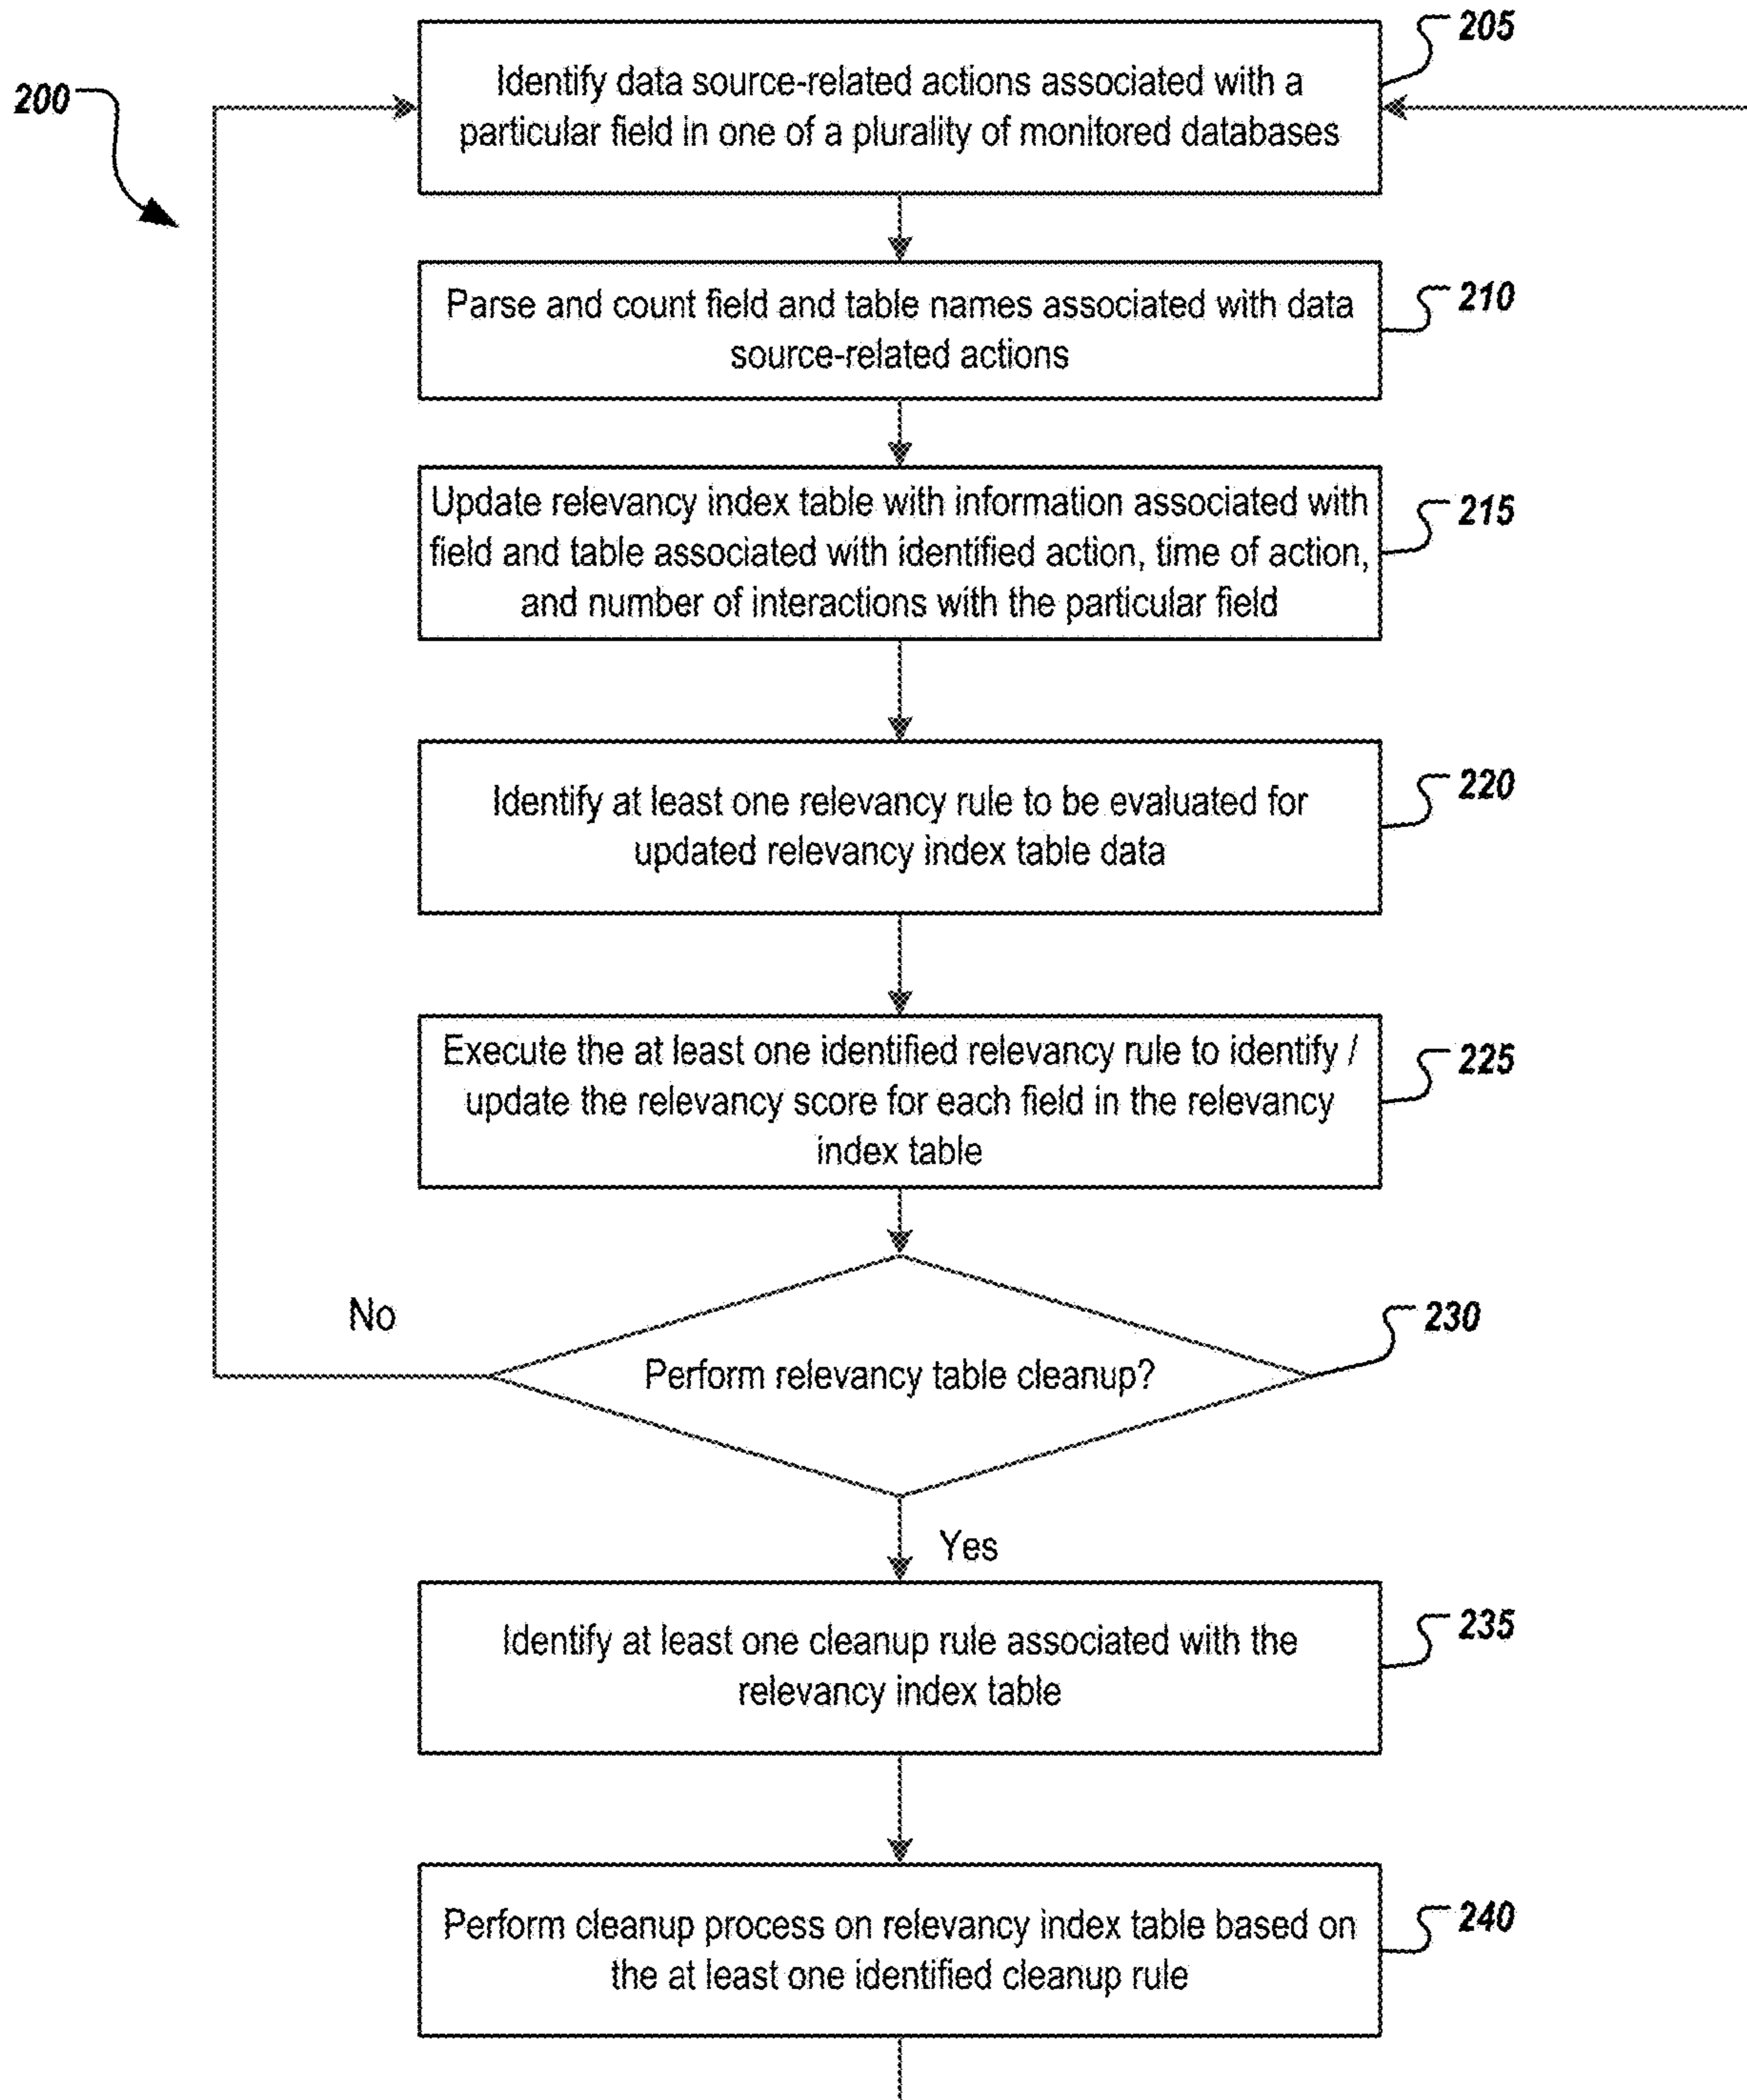 200
205
Identify data source-related actions associated with a
particular field in one of a plurality of monitored databases
Parse and count field and table names associated with data
source-related actions
210
Update relevancy index table with information associated with
field and table associated with identified action, time of action,
and number of interactions with the particular field
215
Identify at least one relevancy rule to be evaluated for
updated relevancy index table data
220
Execute the at least one identified relevancy rule to identify /
update the relevancy score for each field in the relevancy
index table
225
No
Perform relevancy table cleanup?
230
Yes
Identify at least one cleanup rule associated with the
relevancy index table
235
Perform cleanup process on relevancy index table based on
the at least one identified cleanup rule
240